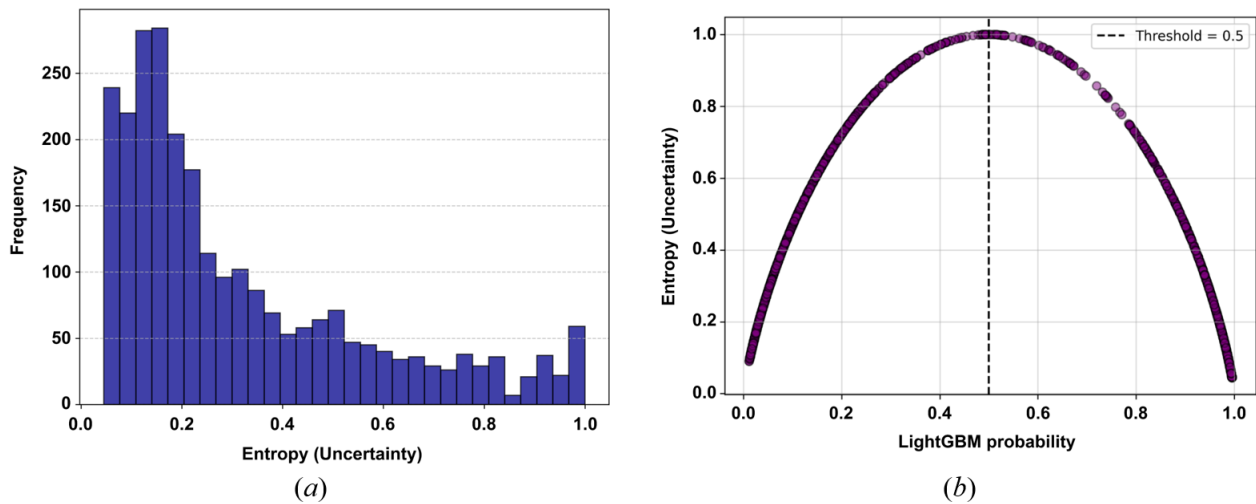 250
200
150
100
50
0
0.0 0.2 0.4 0.6 0.8 1.0
Frequency
Entropy (Uncertainty)
(a)
Threshold = 0.5
1.0
0.8
0.6
0.4
0.2
0.0
0.0 0.2 0.4 0.6 0.8 1.0
Entropy (Uncertainty)
LightGBM probability
(b)